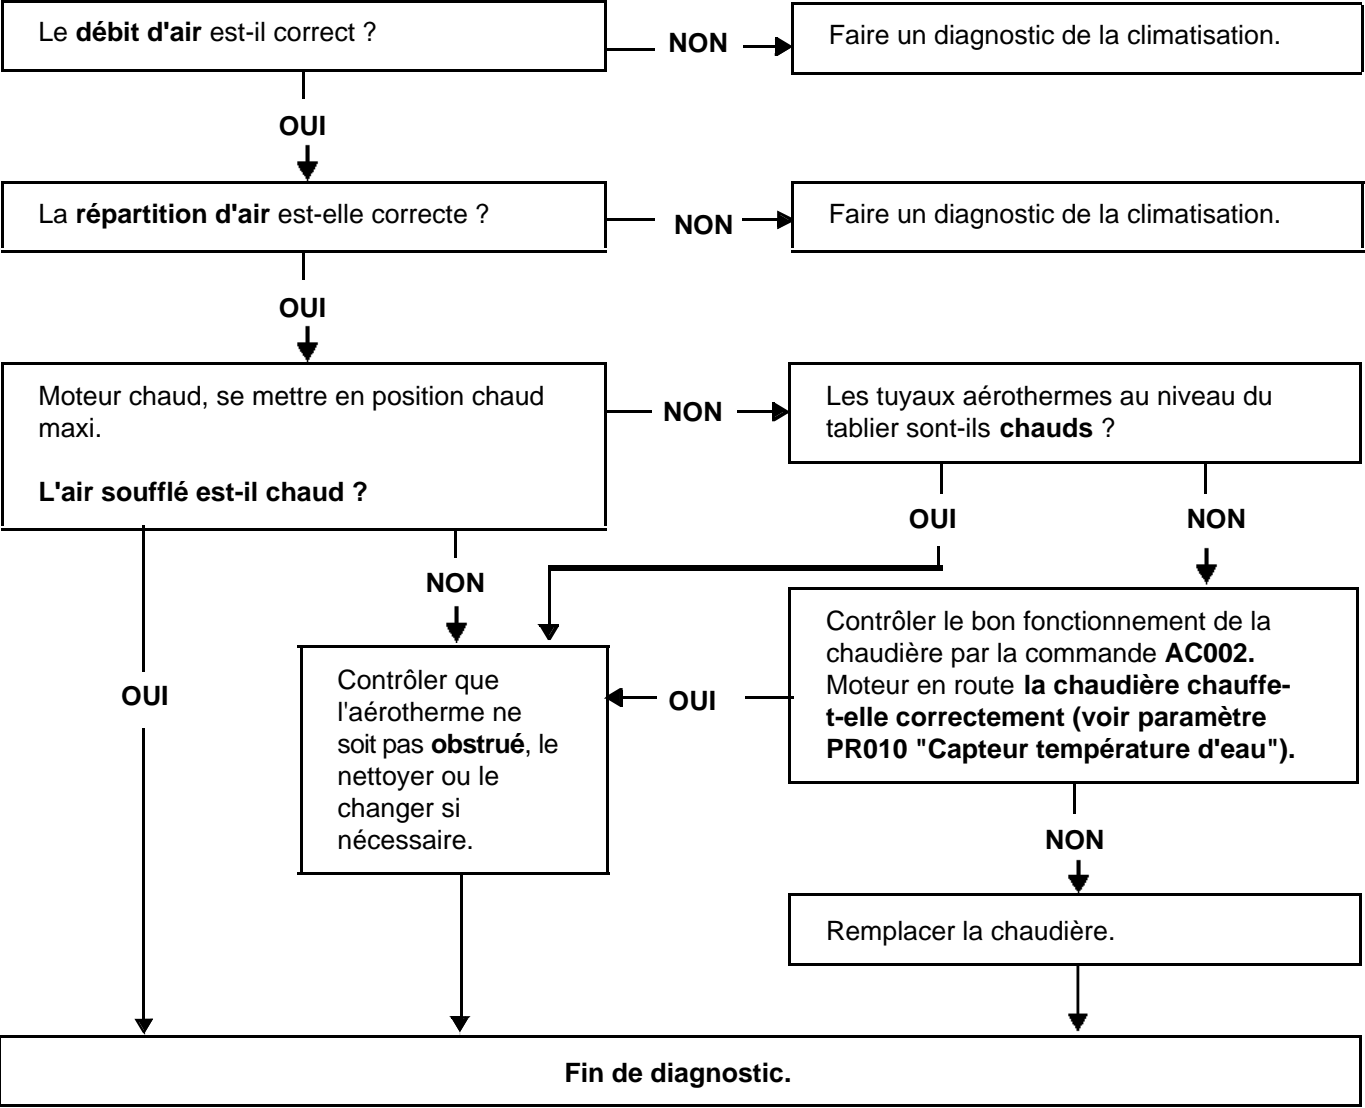 Le débit d'air est-il correct ?
NON
Faire un diagnostic de la climatisation.
OUI
La répartition d'air est-elle correcte ?
NON
Faire un diagnostic de la climatisation.
OUI
Moteur chaud, se mettre en position chaud
maxi.
L'air soufflé est-il chaud ?
NON
Les tuyaux aérothermes au niveau du
tablier sont-ils chauds ?
OUI
NON
NON
Contrôler le bon fonctionnement de la
chaudière par la commande AC002.
Moteur en route la chaudière chauffe-
t-elle correctement (voir paramètre
PR010 "Capteur température d'eau").
OUI
Contrôler que
l'aérotherme ne
soit pas obstrué, le
nettoyer ou le
changer si
nécessaire.
OUI
NON
Remplacer la chaudière.
Fin de diagnostic.